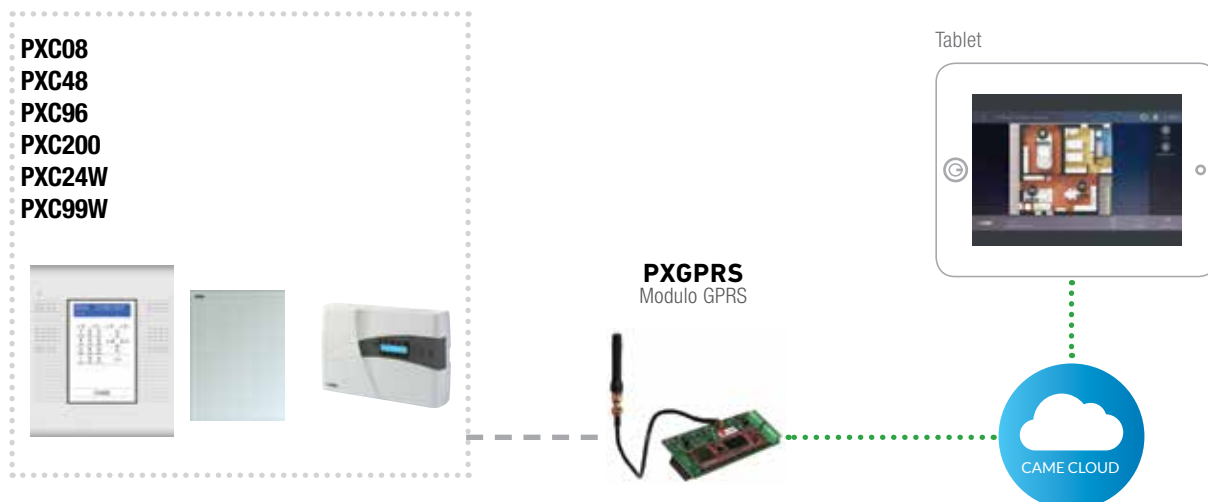 PXC08
PXC48
PXC96
PXC200
PXC24W
PXC99W
Tablet
PXGPRS
Modulo GPRS
CAME CLOUD